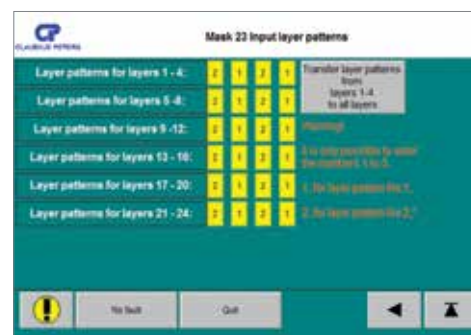 CP
CLAUDIUS PETERS
Mask 23 Input layer patterns
Layer patterns for layers 1 - 4: 2 1 2 1
Transfer layer patterns
from
layers 1-4
to all layers
Layer patterns for layers 5 -8: 2 1 2 1
Layer patterns for layers 9 -12: 2 1 2 1
Warning!
Layer patterns for layers 13 - 16: 2 1 2 1
It is only possible to enter
the numbers 1 to
Layer patterns for layers 17 - 20: 2 1 2 1
1, for layer pattern No.1,
Layer patterns for layers 21 - 24: 2 1 2 1
2, for layer pattern No.2,
No fault
Quit